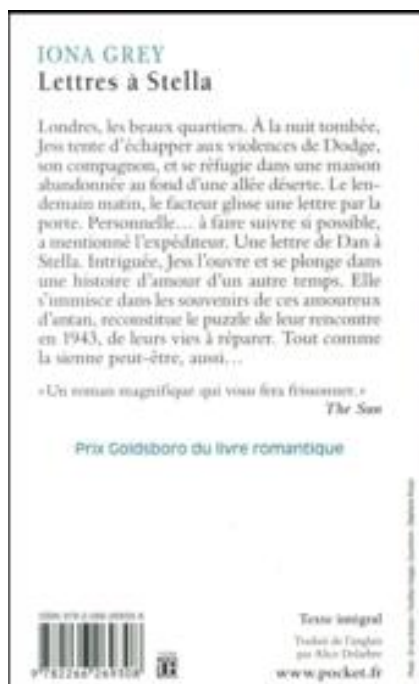 IONA GREY
Lettres à Stella
Londres, les beaux quartiers. À la nuit tombée,
Jess tente d'échapper aux violences de Dodge,
son compagnon, et se réfugie dans une maison
abandonnée au fond d'une allée déserte. Le len-
demain matin, le facteur glisse une lettre par la
porte. Personnelle… à faire suivre si possible,
a mentionné l'expéditeur. Une lettre de Dan à
Stella. Intriguée, Jess l'ouvre et se plonge dans
une histoire d'amour d'un autre temps. Elle
s'immisce dans les souvenirs de ces amoureux
d'antan, reconstitue le puzzle de leur rencontre
en 1943, de leurs vies à réparer. Tout comme
la sienne peut-être, aussi…
«Un roman magnifique qui vous fera frissonner.»
The Sun
Prix Goldsboro du livre romantique
Texte intégral
Traduit de l'anglais
par Alice Delarbre
www.pocket.fr
9 782266 269308